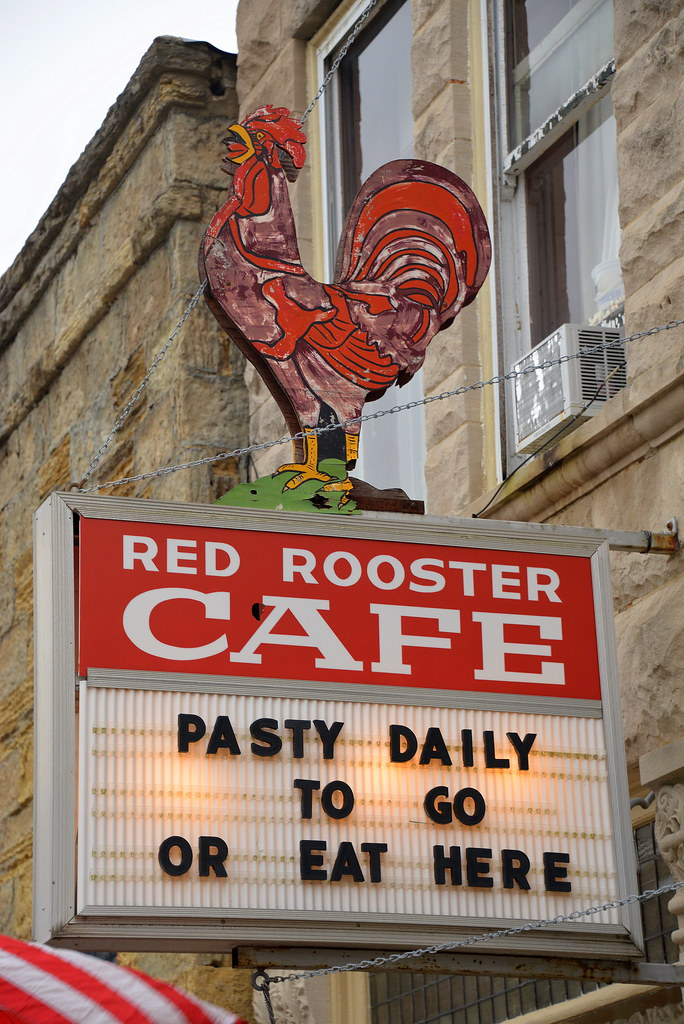 RED ROOSTER
CAFE
PASTY DAILY
TO GO
OR EAT HERE